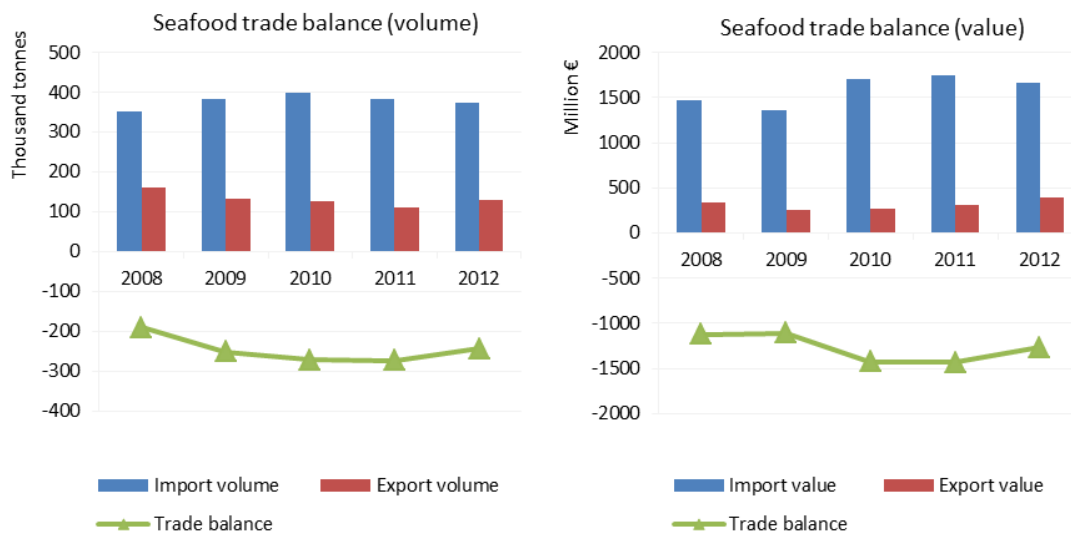 Seafood trade balance (volume)
Thousand tonnes
500
400
300
200
100
0
-100
-200
-300
-400
2008 2009 2010 2011 2012
Import volume Export volume
Trade balance
Seafood trade balance (value)
Million €
2000
1500
1000
500
0
-500
-1000
-1500
-2000
2008 2009 2010 2011 2012
Import value Export value
Trade balance